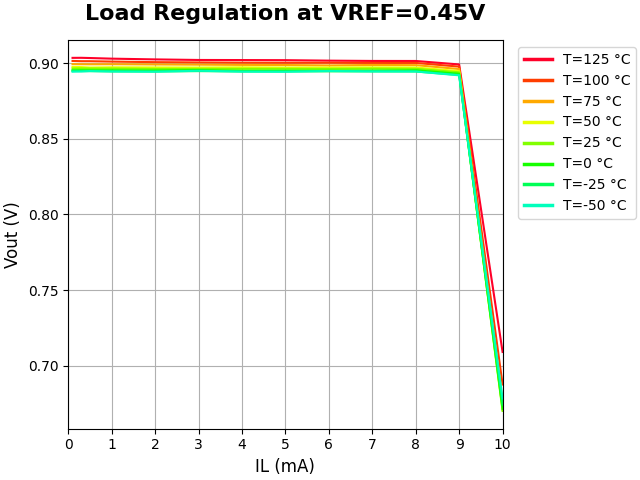 Load Regulation at VREF=0.45V
T=125 °C
T=100 °C
T=75 °C
T=50 °C
T=25 °C
T=0 °C
T=-25 °C
T=-50 °C
Vout (V)
0.90
0.85
0.80
0.75
0.70
0 1 2 3 4 5 6 7 8 9 10
IL (mA)